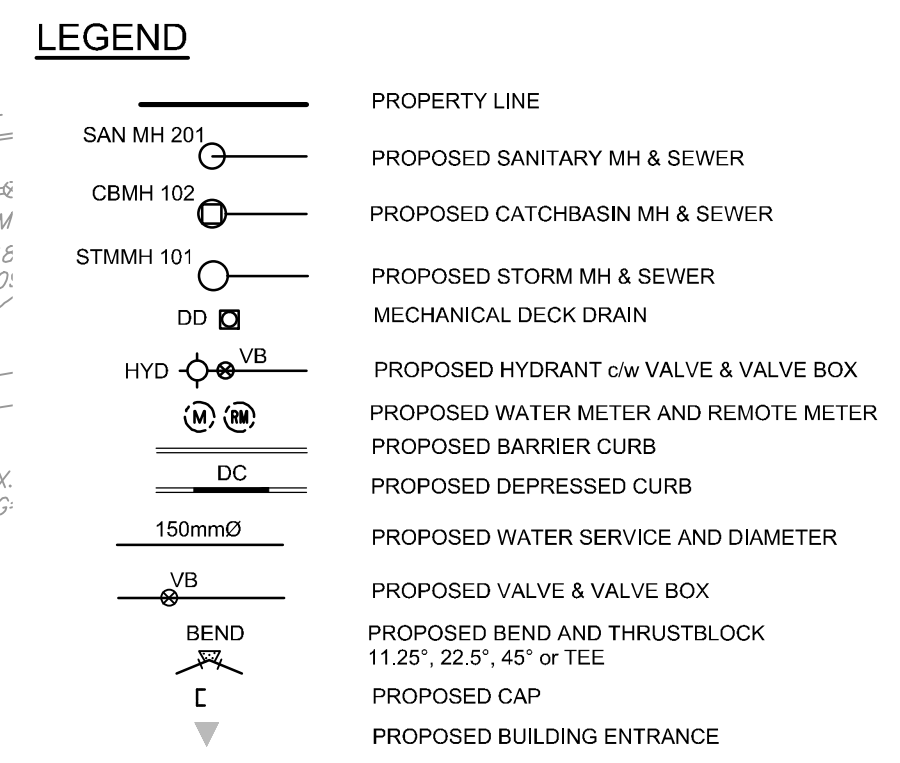 LEGEND
PROPERTY LINE
SAN MH 201 PROPOSED SANITARY MH & SEWER
CBMH 102 PROPOSED CATCHBASIN MH & SEWER
STMMH 101 PROPOSED STORM MH & SEWER
DD MECHANICAL DECK DRAIN
HYD VB PROPOSED HYDRANT c/w VALVE & VALVE BOX
M RM PROPOSED WATER METER AND REMOTE METER
PROPOSED BARRIER CURB
DC PROPOSED DEPRESSED CURB
150mmØ PROPOSED WATER SERVICE AND DIAMETER
VB PROPOSED VALVE & VALVE BOX
BEND PROPOSED BEND AND THRUSTBLOCK
11.25°, 22.5°, 45° or TEE
PROPOSED CAP
PROPOSED BUILDING ENTRANCE